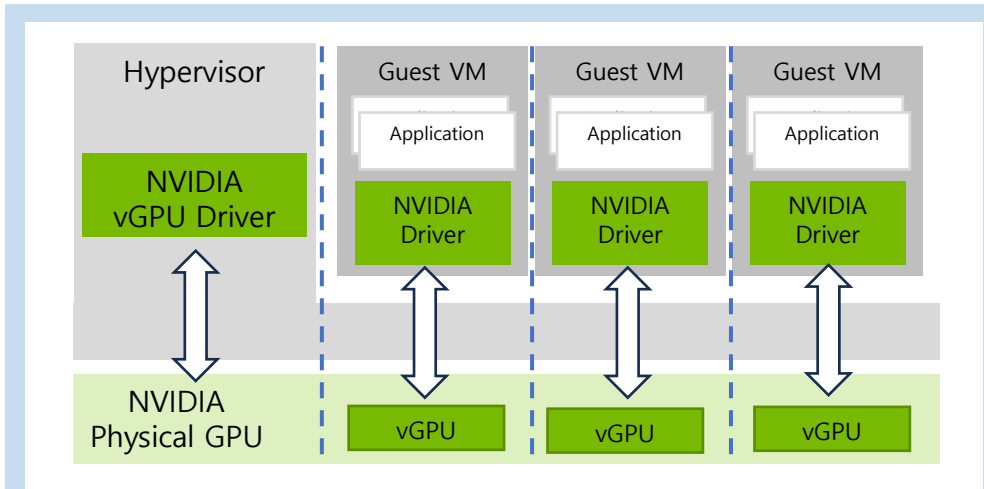 Hypervisor
NVIDIA
vGPU Driver
Guest VM
Application
NVIDIA
Driver
Guest VM
Application
NVIDIA
Driver
Guest VM
Application
NVIDIA
Driver
NVIDIA
Physical GPU
vGPU
vGPU
vGPU